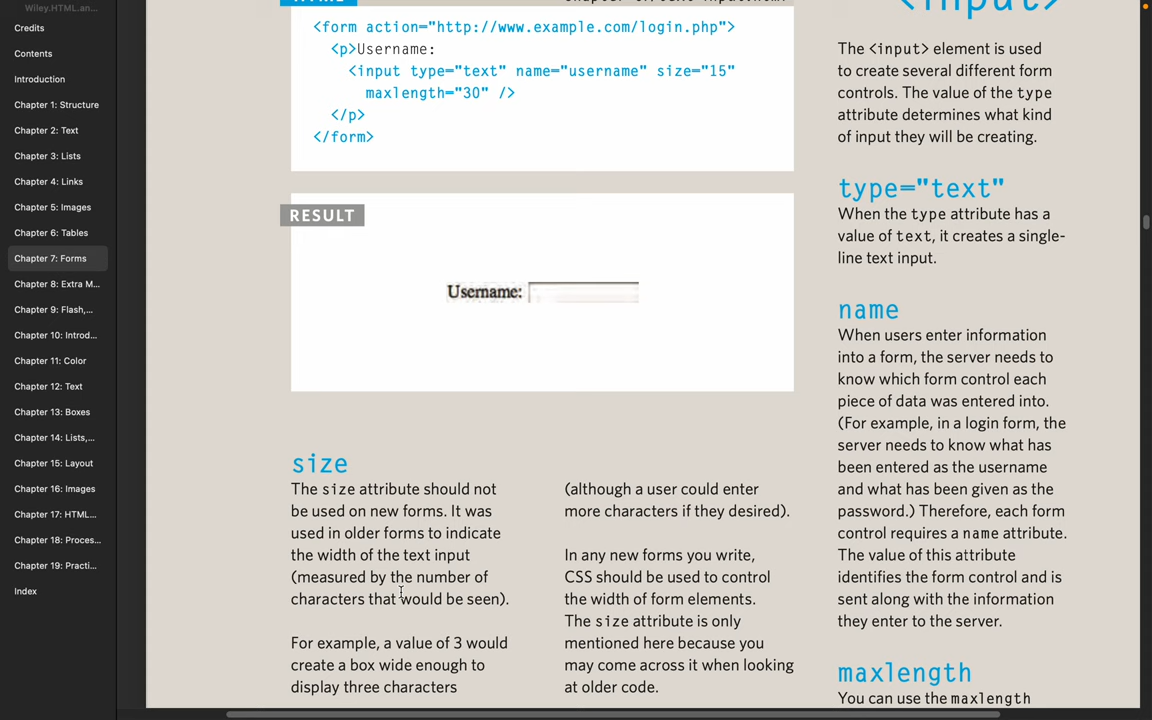 Wiley.HTML.an...
Credits
Contents
Introduction
Chapter 1: Structure
Chapter 2: Text
Chapter 3: Lists
Chapter 4: Links
Chapter 5: Images
Chapter 6: Tables
Chapter 7: Forms
Chapter 8: Extra M...
Chapter 9: Flash,...
Chapter 10: Introd...
Chapter 11: Color
Chapter 12: Text
Chapter 13: Boxes
Chapter 14: Lists,...
Chapter 15: Layout
Chapter 16: Images
Chapter 17: HTML...
Chapter 18: Proces...
Chapter 19: Practi...
Index
<form action="http://www.example.com/login.php">
<p>Username:
<input type="text" name="username" size="15"
maxlength="30" />
</p>
</form>
RESULT
Username:
size
The size attribute should not
be used on new forms. It was
used in older forms to indicate
the width of the text input
(measured by the number of
characters that would be seen).
For example, a value of 3 would
create a box wide enough to
display three characters
(although a user could enter
more characters if they desired).
In any new forms you write,
CSS should be used to control
the width of form elements.
The size attribute is only
mentioned here because you
may come across it when looking
at older code.
<input>
The <input> element is used
to create several different form
controls. The value of the type
attribute determines what kind
of input they will be creating.
type="text"
When the type attribute has a
value of text, it creates a single-
line text input.
name
When users enter information
into a form, the server needs to
know which form control each
piece of data was entered into.
(For example, in a login form, the
server needs to know what has
been entered as the username
and what has been given as the
password.) Therefore, each form
control requires a name attribute.
The value of this attribute
identifies the form control and is
sent along with the information
they enter to the server.
maxlength
You can use the maxlength